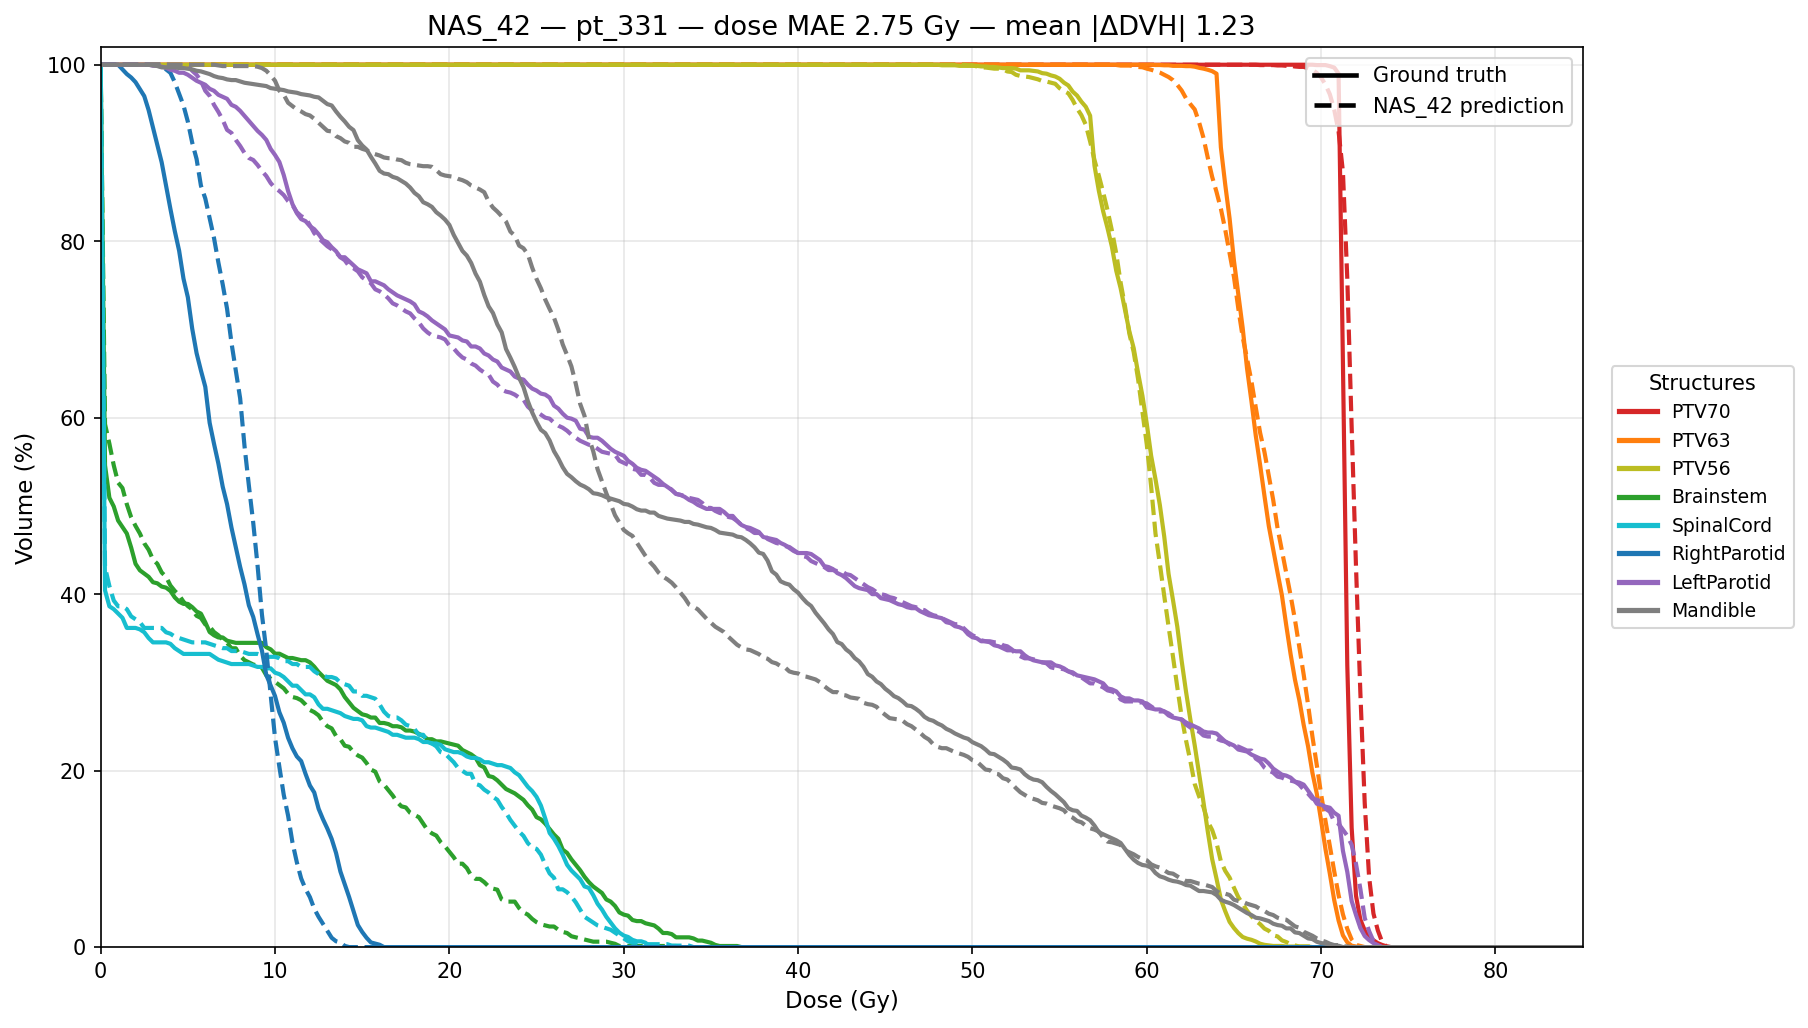 NAS_42 — pt_331 — dose MAE 2.75 Gy — mean |ΔDVH| 1.23
Ground truth
NAS_42 prediction
Structures
PTV70
PTV63
PTV56
Brainstem
SpinalCord
RightParotid
LeftParotid
Mandible
Volume (%)
100
80
60
40
20
0
0 10 20 30 40 50 60 70 80
Dose (Gy)